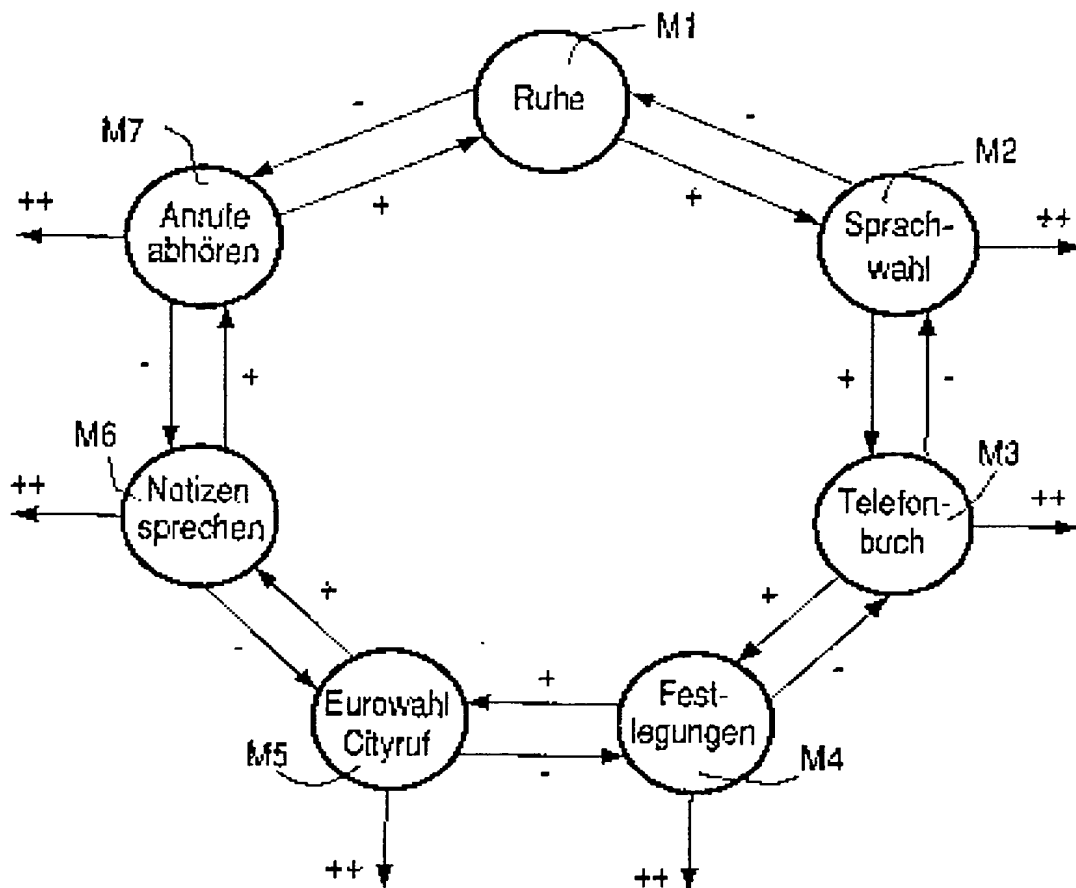 M1
Ruhe
-
-
M7
M2
+
+
++
Anrufe
abhören
Sprach-
wahl
++
-
+
+
-
M6
M3
++
Notizen
sprechen
Telefon-
buch
++
+
+
-
-
+
Eurowahl
Cityruf
Fest-
legungen
-
M5
M4
++
++